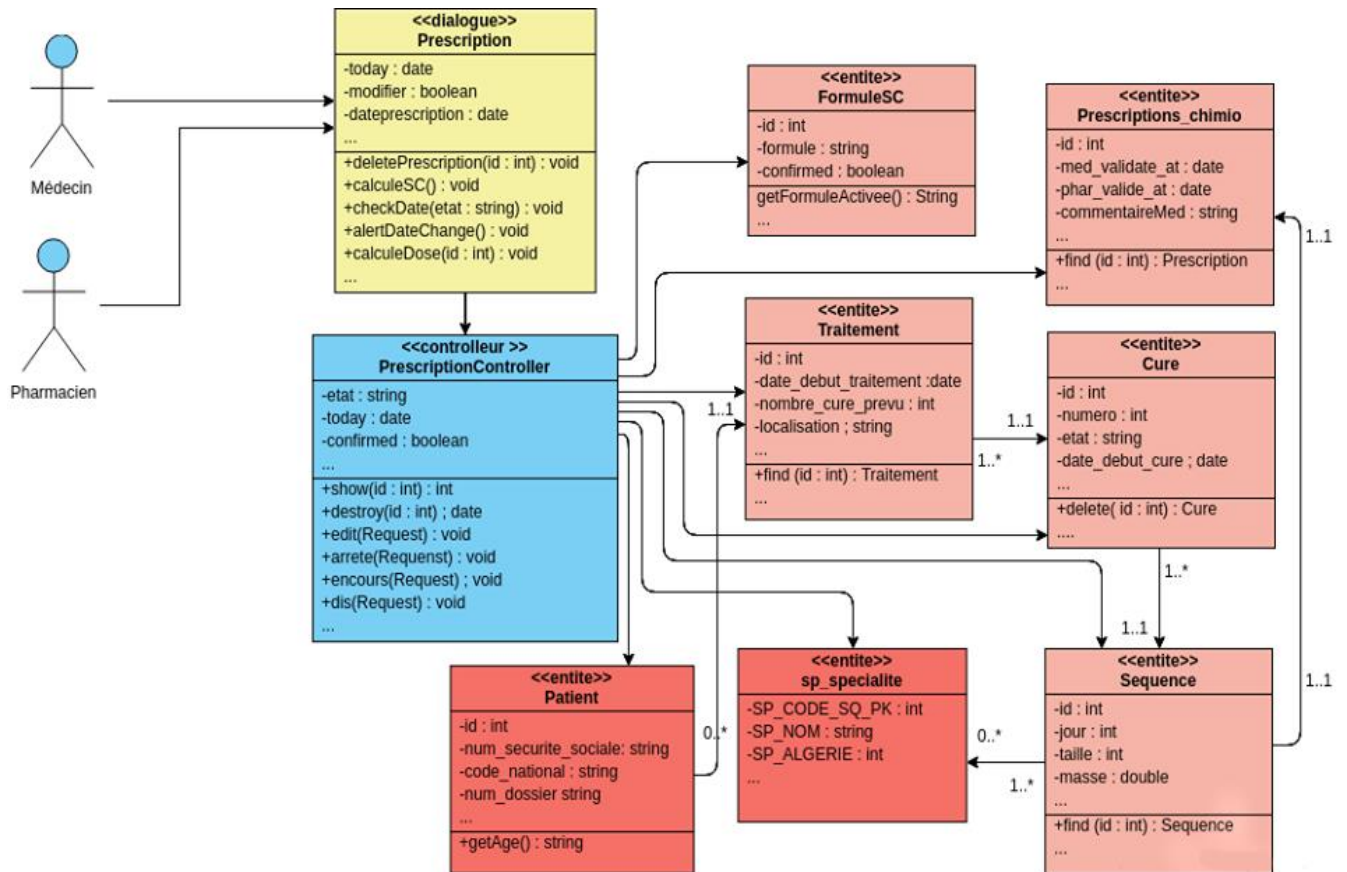 Médecin
Pharmacien
<<dialogue>>
Prescription
-today : date
-modifier : boolean
-dateprescription : date
...
+deletePrescription(id : int) : void
+calculeSC() : void
+checkDate(etat : string) : void
+alertDateChange() : void
+calculeDose(id : int) : void
...
<<controlleur >>
PrescriptionController
-etat : string
-today : date
-confirmed : boolean
...
+show(id : int) : int
+destroy(id : int) ; date
+edit(Request) : void
+arrete(Requenst) : void
+encours(Request) ; void
+dis(Request) : void
...
<<entite>>
FormuleSC
-id : int
-formule : string
-confirmed : boolean
getFormuleActivee() : String
...
<<entite>>
Prescriptions_chimio
-id : int
-med_validate_at : date
-phar_valide_at : date
-commentaireMed : string
...
+find (id : int) : Prescription
...
1..1
<<entite>>
Traitement
-id : int
-date_debut_traitement :date
-nombre_cure_prevu : int
-localisation ; string
...
+find (id : int) : Traitement
...
1..1
1..1
1..*
<<entite>>
Cure
-id : int
-numero : int
-etat : string
-date_debut_cure ; date
...
+delete( id : int) : Cure
....
1..*
1..1
<<entite>>
Patient
-id : int
-num_securite_sociale: string
-code_national : string
-num_dossier string
...
+getAge() : string
0..*
<<entite>>
sp_specialite
-SP_CODE_SQ_PK : int
-SP_NOM : string
-SP_ALGERIE : int
...
0..*
1..*
<<entite>>
Sequence
-id : int
-jour : int
-taille : int
-masse : double
...
+find (id : int) : Sequence
...
1..1